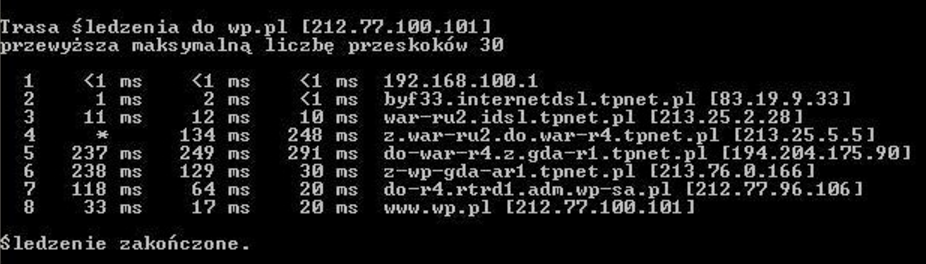 Trasa śledzenia do wp.pl [212.77.100.101]
przewyższa maksymalną liczbę przeskoków 30
1 <1 ms <1 ms <1 ms 192.168.100.1
2 1 ms 2 ms <1 ms byf33.internetdsl.tpnet.pl [83.19.9.33]
3 11 ms 12 ms 10 ms war-ru2.idsl.tpnet.pl [213.25.2.28]
4 * 134 ms 248 ms z.war-ru2.do.war-r4.tpnet.pl [213.25.5.5]
5 237 ms 249 ms 291 ms do-war-r4.z.gda-r1.tpnet.pl [194.204.175.90]
6 238 ms 129 ms 30 ms z-wp-gda-ar1.tpnet.pl [213.76.0.166]
7 118 ms 64 ms 20 ms do-r4.rtrd1.adm.wp-sa.pl [212.77.96.106]
8 33 ms 17 ms 20 ms www.wp.pl [212.77.100.101]
Śledzenie zakończone.